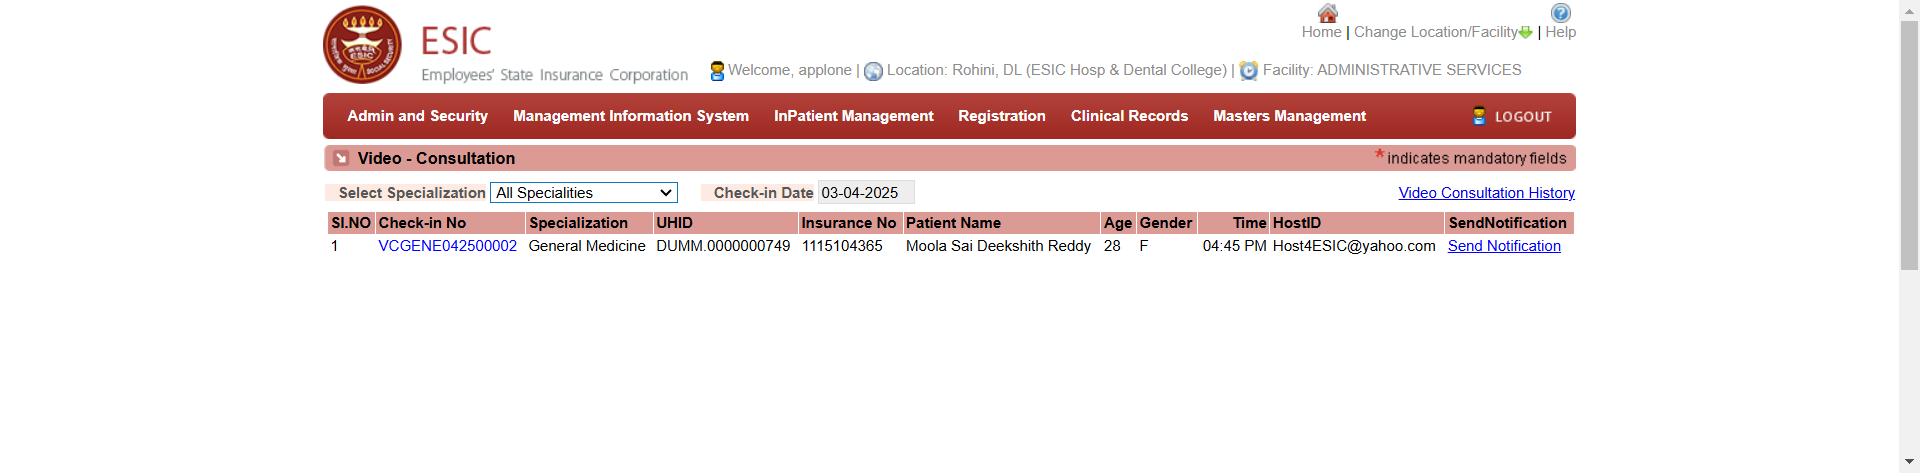 Home | Change Location/Facility | Help
ESIC
Employees' State Insurance Corporation
Welcome, applone | Location: Rohini, DL (ESIC Hosp & Dental College) | Facility: ADMINISTRATIVE SERVICES
Admin and Security Management Information System InPatient Management Registration Clinical Records Masters Management LOGOUT
Video - Consultation * indicates mandatory fields
Select Specialization All Specialities Check-in Date 03-04-2025 Video Consultation History
Sl.NO Check-in No Specialization UHID Insurance No Patient Name Age Gender Time HostID SendNotification
1 VCGENE042500002 General Medicine DUMM.0000000749 1115104365 Moola Sai Deekshith Reddy 28 F 04:45 PM Host4ESIC@yahoo.com Send Notification